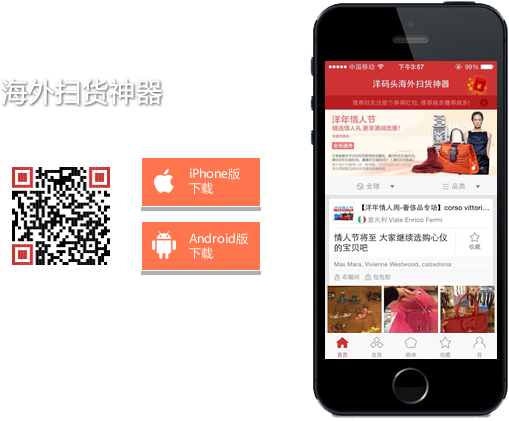 海外扫货神器
iPhone版
下载
Android版
下载
中国移动
下午3:57
99%
洋码头海外扫货神器
推荐好友注册下单得红包, 推荐越多赚得越多!
洋年情人节
精选情人礼 更享满减优惠!
全球
品类
【洋年情人周-奢侈品专场】corso vittori...
意大利 Viale Enrico Fermi
情人节将至 大家继续选购心仪
的宝贝吧
收藏
Max Mara, Vivienne Westwood, calzedonia
衣帽间 包包控
首页
发现
晒单
收藏
我